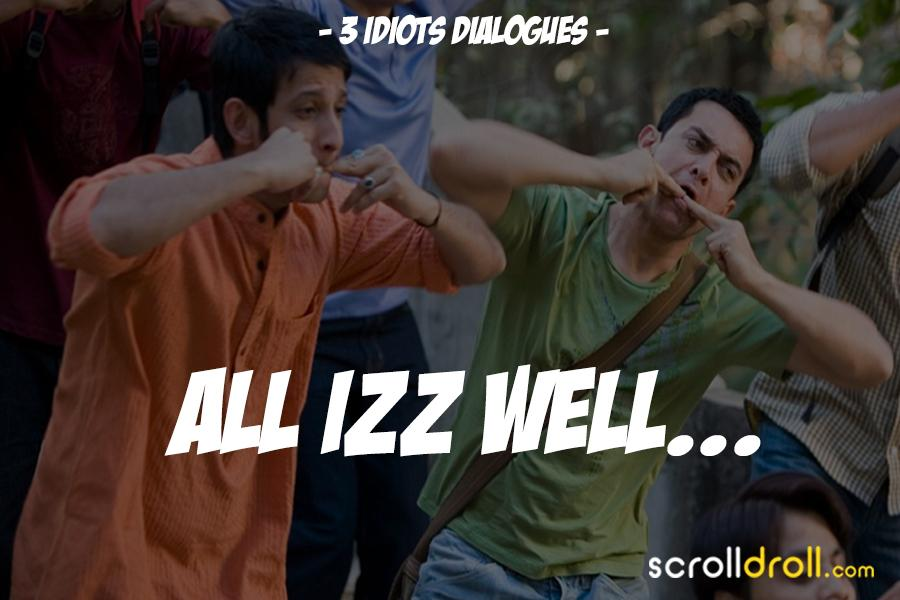 - 3 IDIOTS DIALOGUES -
ALL IZZ WELL...
scrolldroll.com